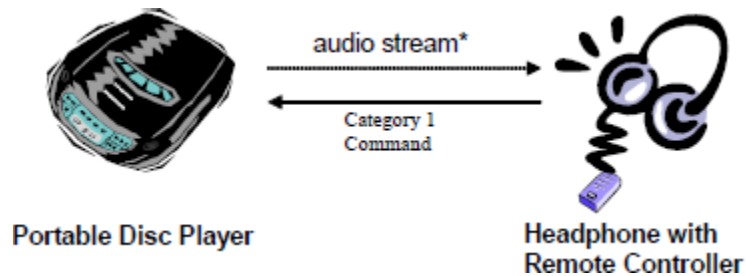 audio stream*
Category 1
Command
Portable Disc Player
Headphone with
Remote Controller